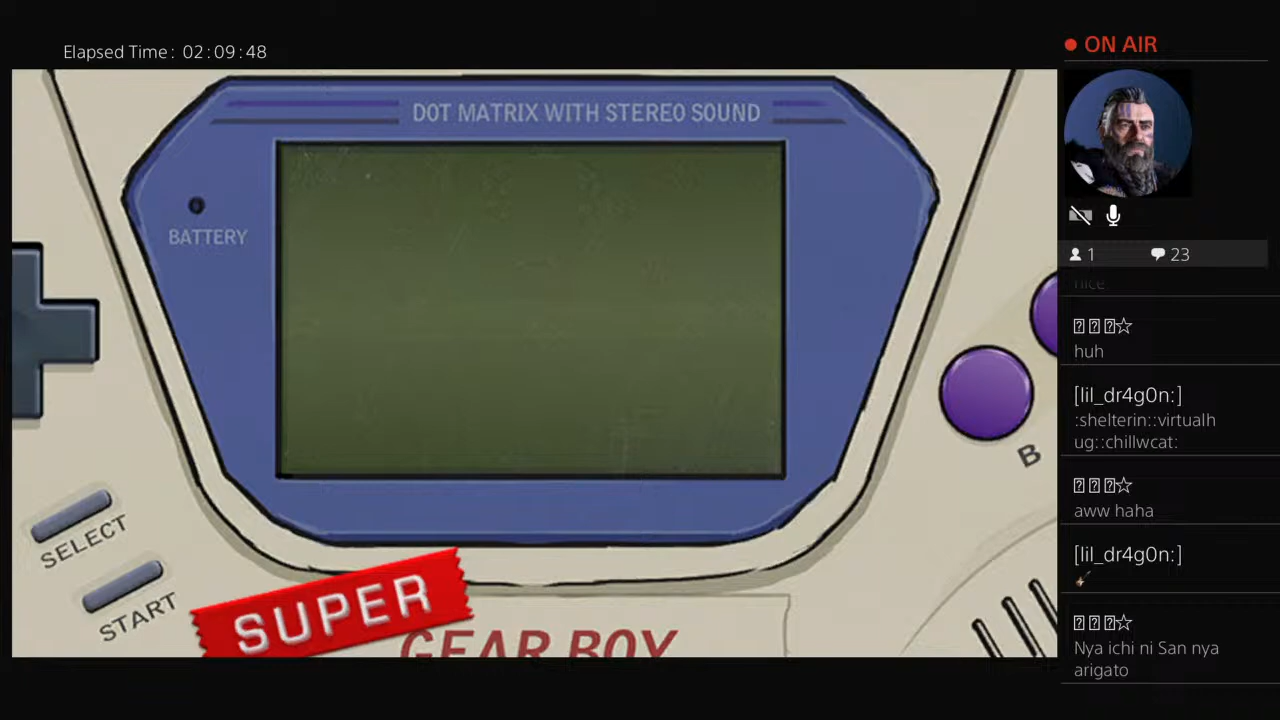 Elapsed Time: 02:09:48
ON AIR
DOT MATRIX WITH STEREO SOUND
BATTERY
SELECT
START
B
SUPER
GEAR BOY
1
23
nice
☆
huh
[lil_dr4g0n:]
:shelterin::virtualh
ug::chillwcat:
☆
aww haha
[lil_dr4g0n:]
☆
Nya ichi ni San nya
arigato